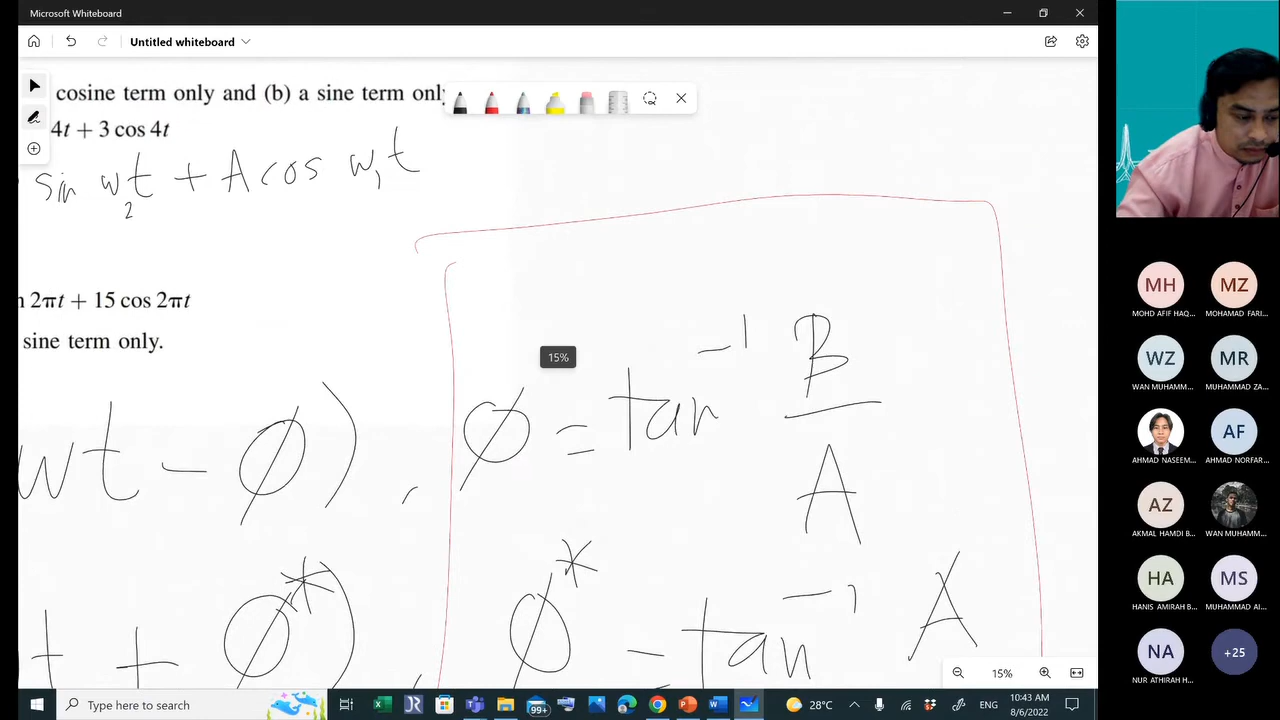 Microsoft Whiteboard
Untitled whiteboard
cosine term only and (b) a sine term only
4t + 3 cos 4t
sin w₂t + A cos w₁t
2πt + 15 cos 2πt
sine term only.
15%
wt - Ø) , Ø = tan⁻¹ B/A
t + Ø*) , Ø* = tan⁻¹ A
15%
MH
MOHD AFIF HAQ...
MZ
MOHAMAD FARI...
WZ
WAN MUHAMM...
MR
MUHAMMAD ZA...
AHMAD NASEEM...
AF
AHMAD NORFAR...
AZ
AKMAL HAMDI B...
WAN MUHAMM...
HA
HANIS AMIRAH B...
MS
MUHAMMAD AI...
NA
NUR ATHIRAH H...
+25
Type here to search
99+
28°C
ENG
10:43 AM
8/6/2022